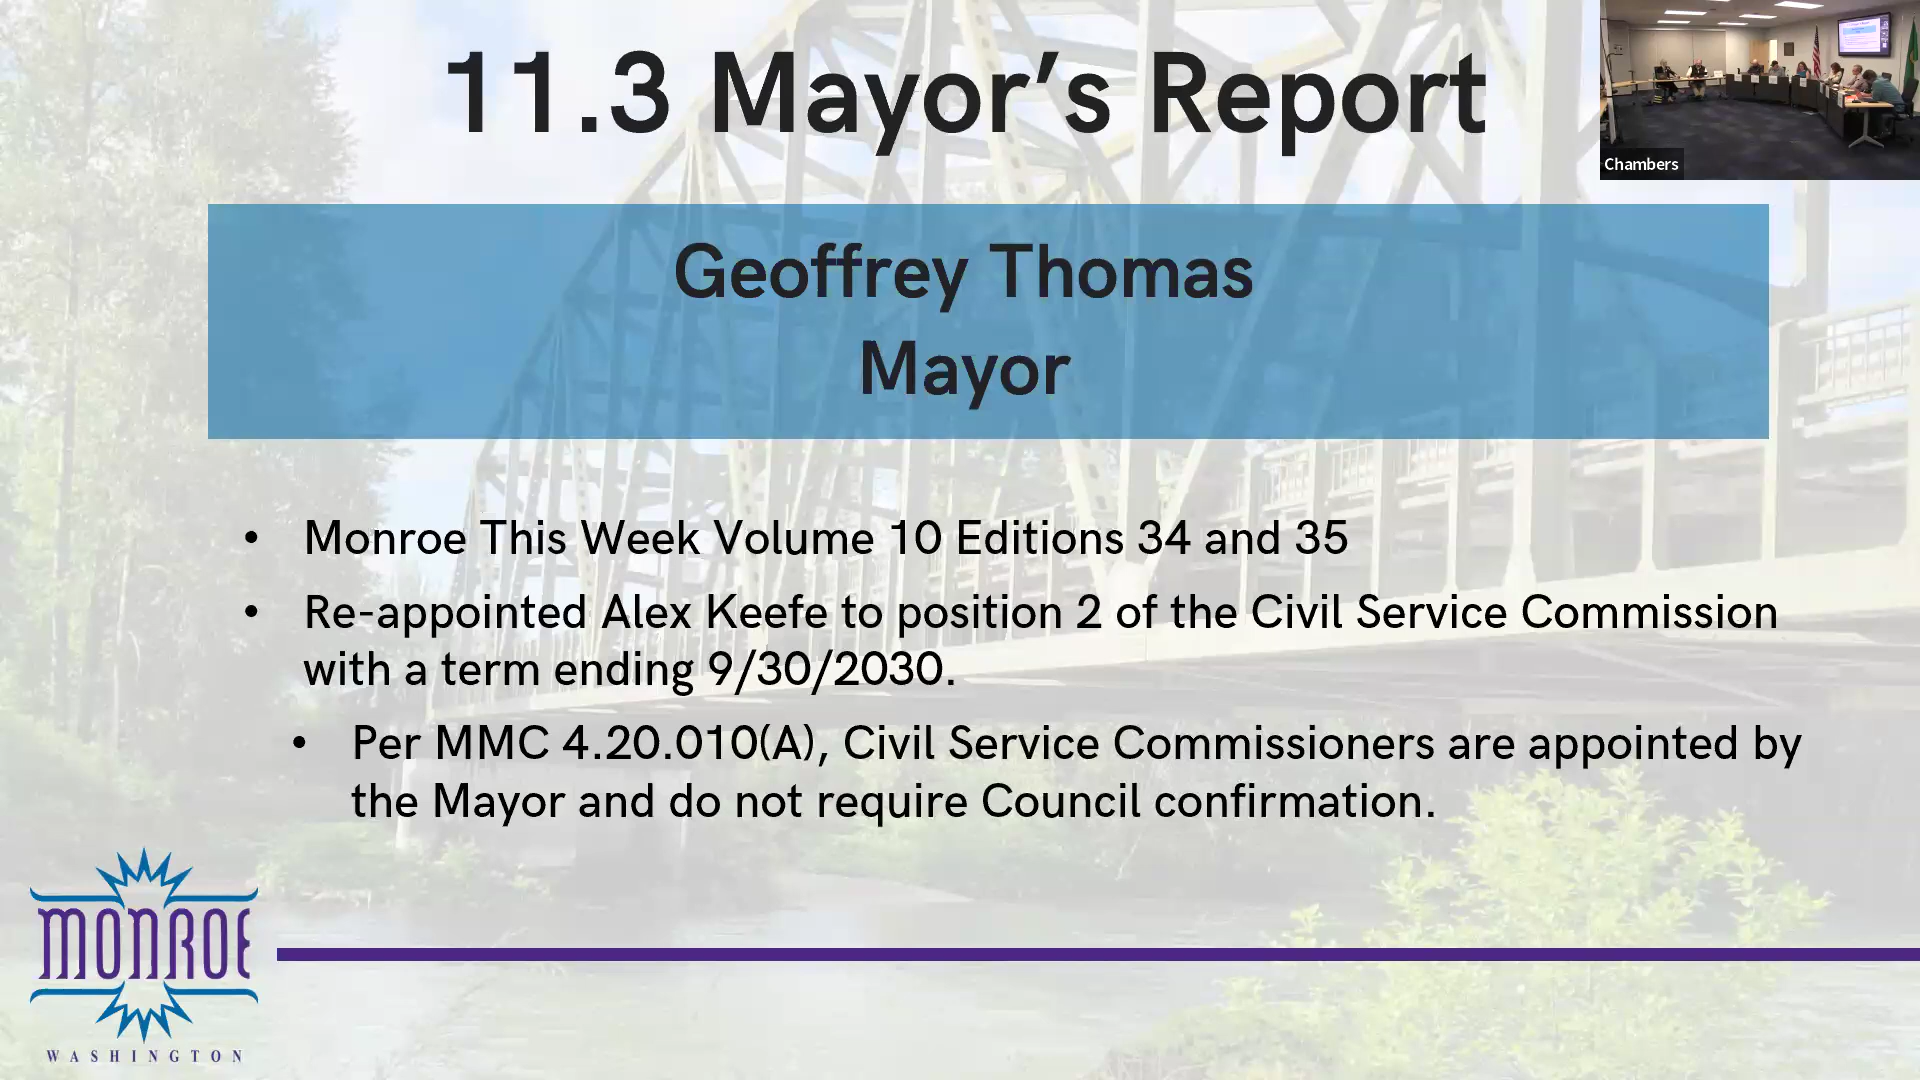 11.3 Mayor’s Report
Chambers
Geoffrey Thomas
Mayor
• Monroe This Week Volume 10 Editions 34 and 35
• Re-appointed Alex Keefe to position 2 of the Civil Service Commission
with a term ending 9/30/2030.
• Per MMC 4.20.010(A), Civil Service Commissioners are appointed by
the Mayor and do not require Council confirmation.
MONROE
WASHINGTON